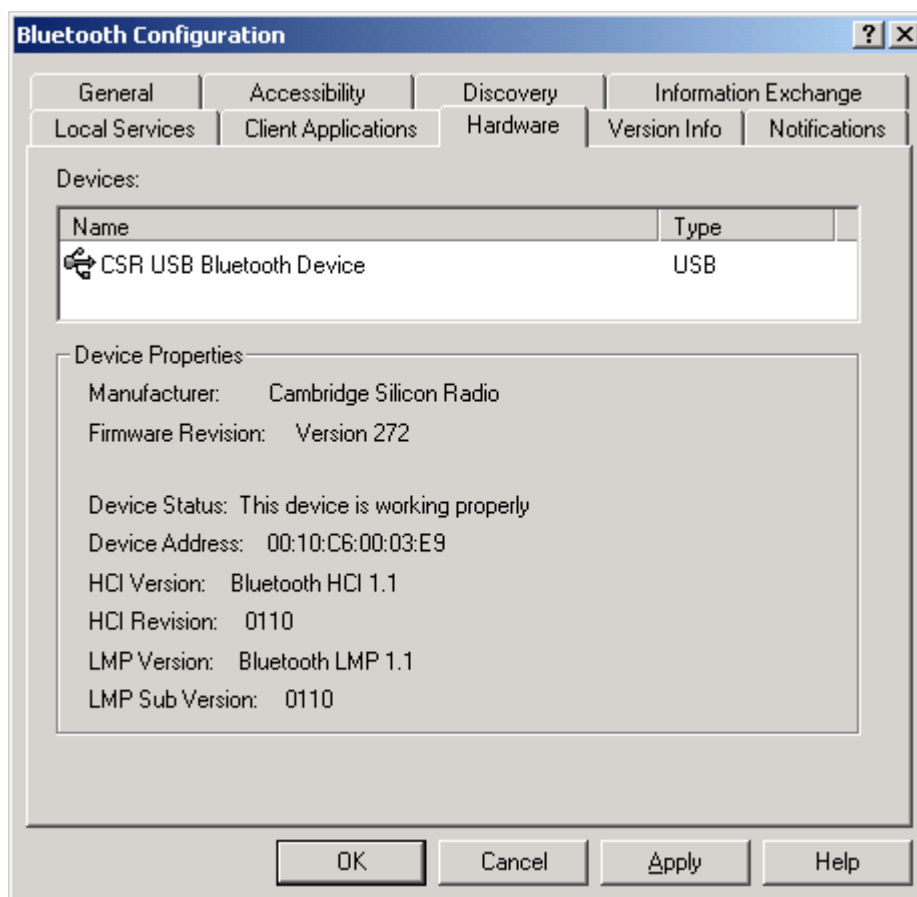 Bluetooth Configuration
General Accessibility Discovery Information Exchange
Local Services Client Applications Hardware Version Info Notifications
Devices:
Name Type
CSR USB Bluetooth Device USB
Device Properties
Manufacturer: Cambridge Silicon Radio
Firmware Revision: Version 272
Device Status: This device is working properly
Device Address: 00:10:C6:00:03:E9
HCI Version: Bluetooth HCI 1.1
HCI Revision: 0110
LMP Version: Bluetooth LMP 1.1
LMP Sub Version: 0110
OK Cancel Apply Help